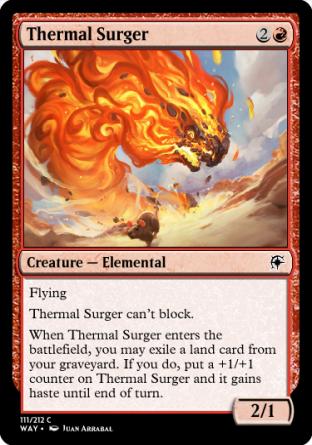 Thermal Surger 2
Creature — Elemental
Flying
Thermal Surger can't block.
When Thermal Surger enters the
battlefield, you may exile a land card from
your graveyard. If you do, put a +1/+1
counter on Thermal Surger and it gains
haste until end of turn.
2/1
111/212 C
WAY • Juan Arrabal